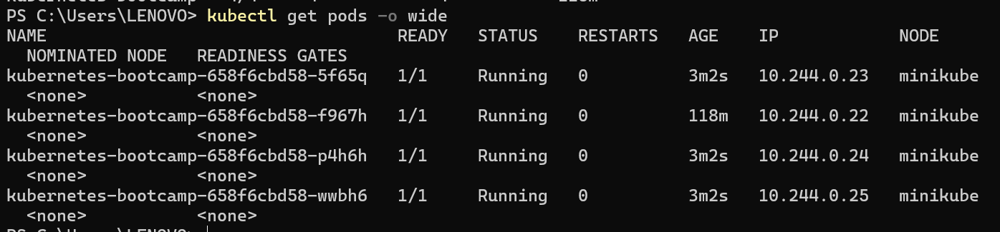 PS C:\Users\LENOVO> kubectl get pods -o wide
NAME                                   READY   STATUS    RESTARTS   AGE    IP            NODE
  NOMINATED NODE   READINESS GATES
kubernetes-bootcamp-658f6cbd58-5f65q   1/1     Running   0          3m2s   10.244.0.23   minikube
  <none>           <none>
kubernetes-bootcamp-658f6cbd58-f967h   1/1     Running   0          118m   10.244.0.22   minikube
  <none>           <none>
kubernetes-bootcamp-658f6cbd58-p4h6h   1/1     Running   0          3m2s   10.244.0.24   minikube
  <none>           <none>
kubernetes-bootcamp-658f6cbd58-wwbh6   1/1     Running   0          3m2s   10.244.0.25   minikube
  <none>           <none>
PS C:\Users\LENOVO>